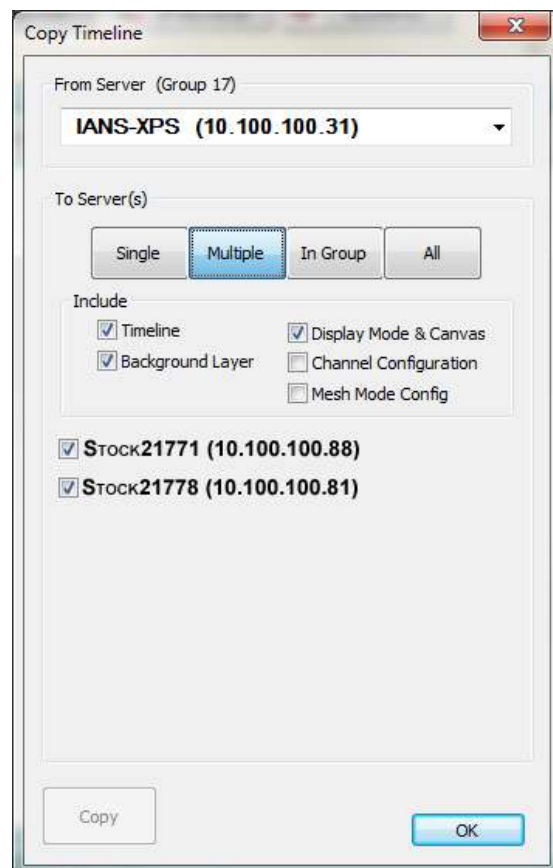 Copy Timeline
From Server (Group 17)
IANS-XPS (10.100.100.31)
To Server(s)
Single Multiple In Group All
Include
Timeline Display Mode & Canvas
Background Layer Channel Configuration
Mesh Mode Config
STOCK21771 (10.100.100.88)
STOCK21778 (10.100.100.81)
Copy OK